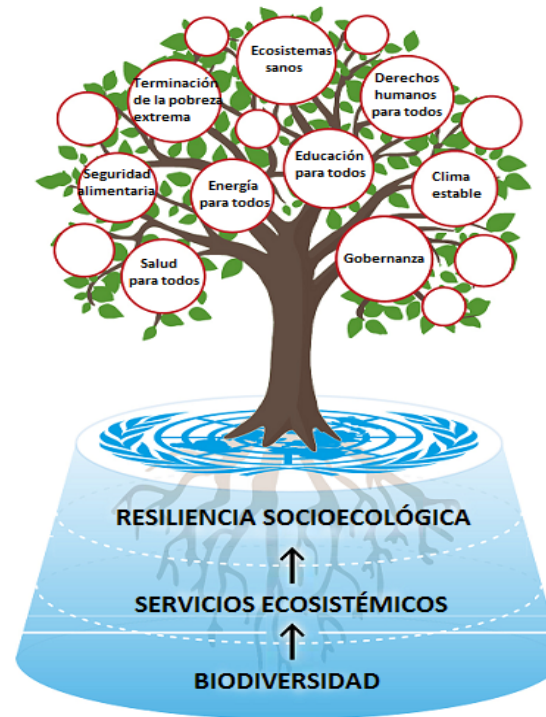 Ecosistemas
sanos
Terminación
de la pobreza
extrema
Derechos
humanos
para todos
Educación
para todos
Seguridad
alimentaria
Energía
para todos
Clima
estable
Salud
para todos
Gobernanza
RESILIENCIA SOCIOECOLÓGICA
SERVICIOS ECOSISTÉMICOS
BIODIVERSIDAD